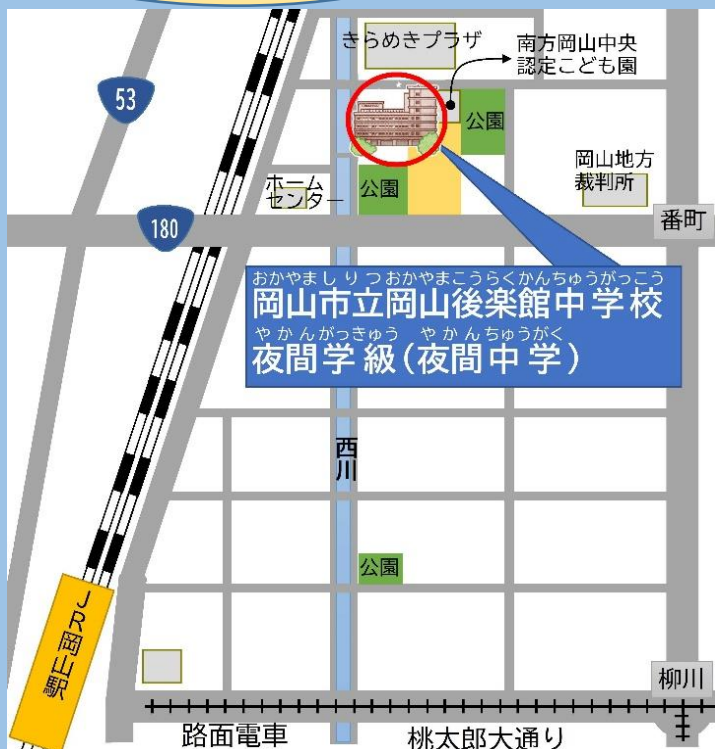 きらめきプラザ
南方岡山中央
認定こども園
53
公園
岡山地方
裁判所
ホーム
センター
公園
180
番町
おかやましりつおかやまこうらくかんちゅうがっこう
岡山市立岡山後楽館中学校
やかんがっきゅう やかんちゅうがく
夜間学級(夜間中学)
西川
公園
JR岡山駅
柳川
路面電車
桃太郎大通り